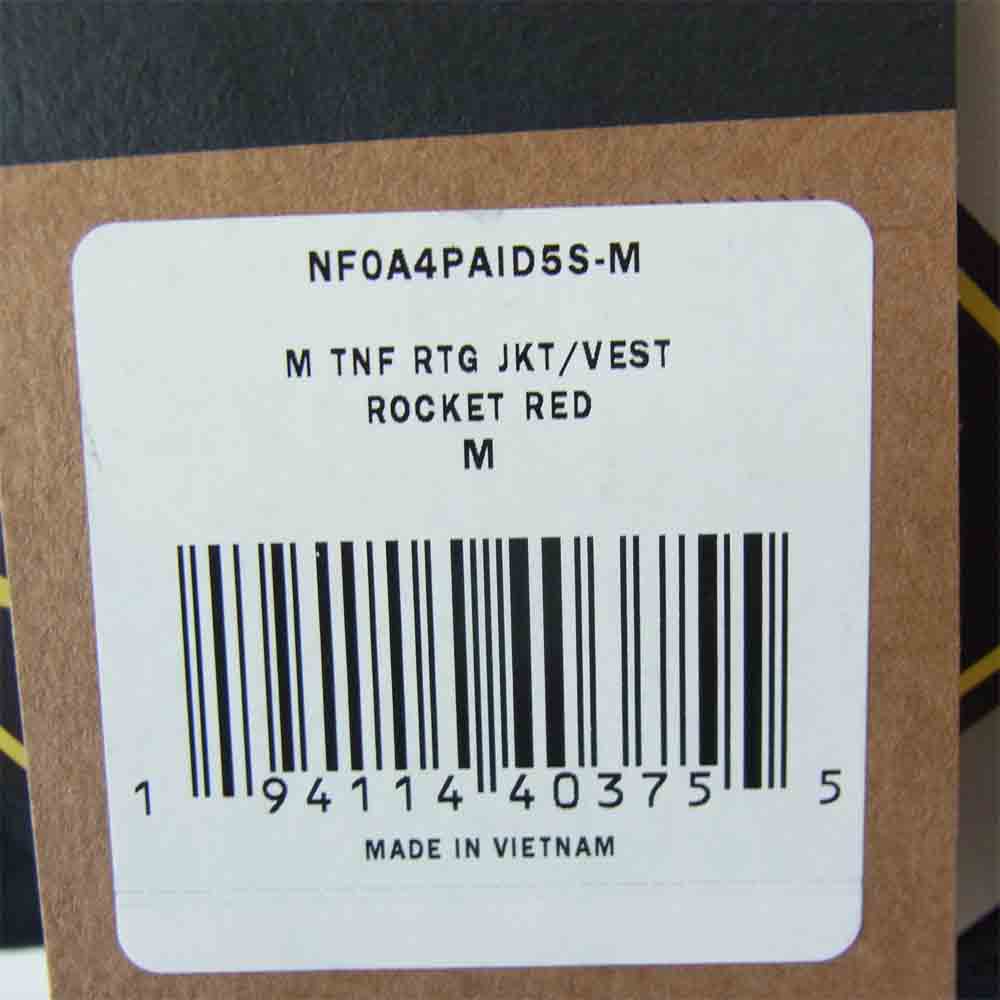 NF0A4PAID5S-M
M TNF RTG JKT/VEST
ROCKET RED
M
1 94114 40375 5
MADE IN VIETNAM